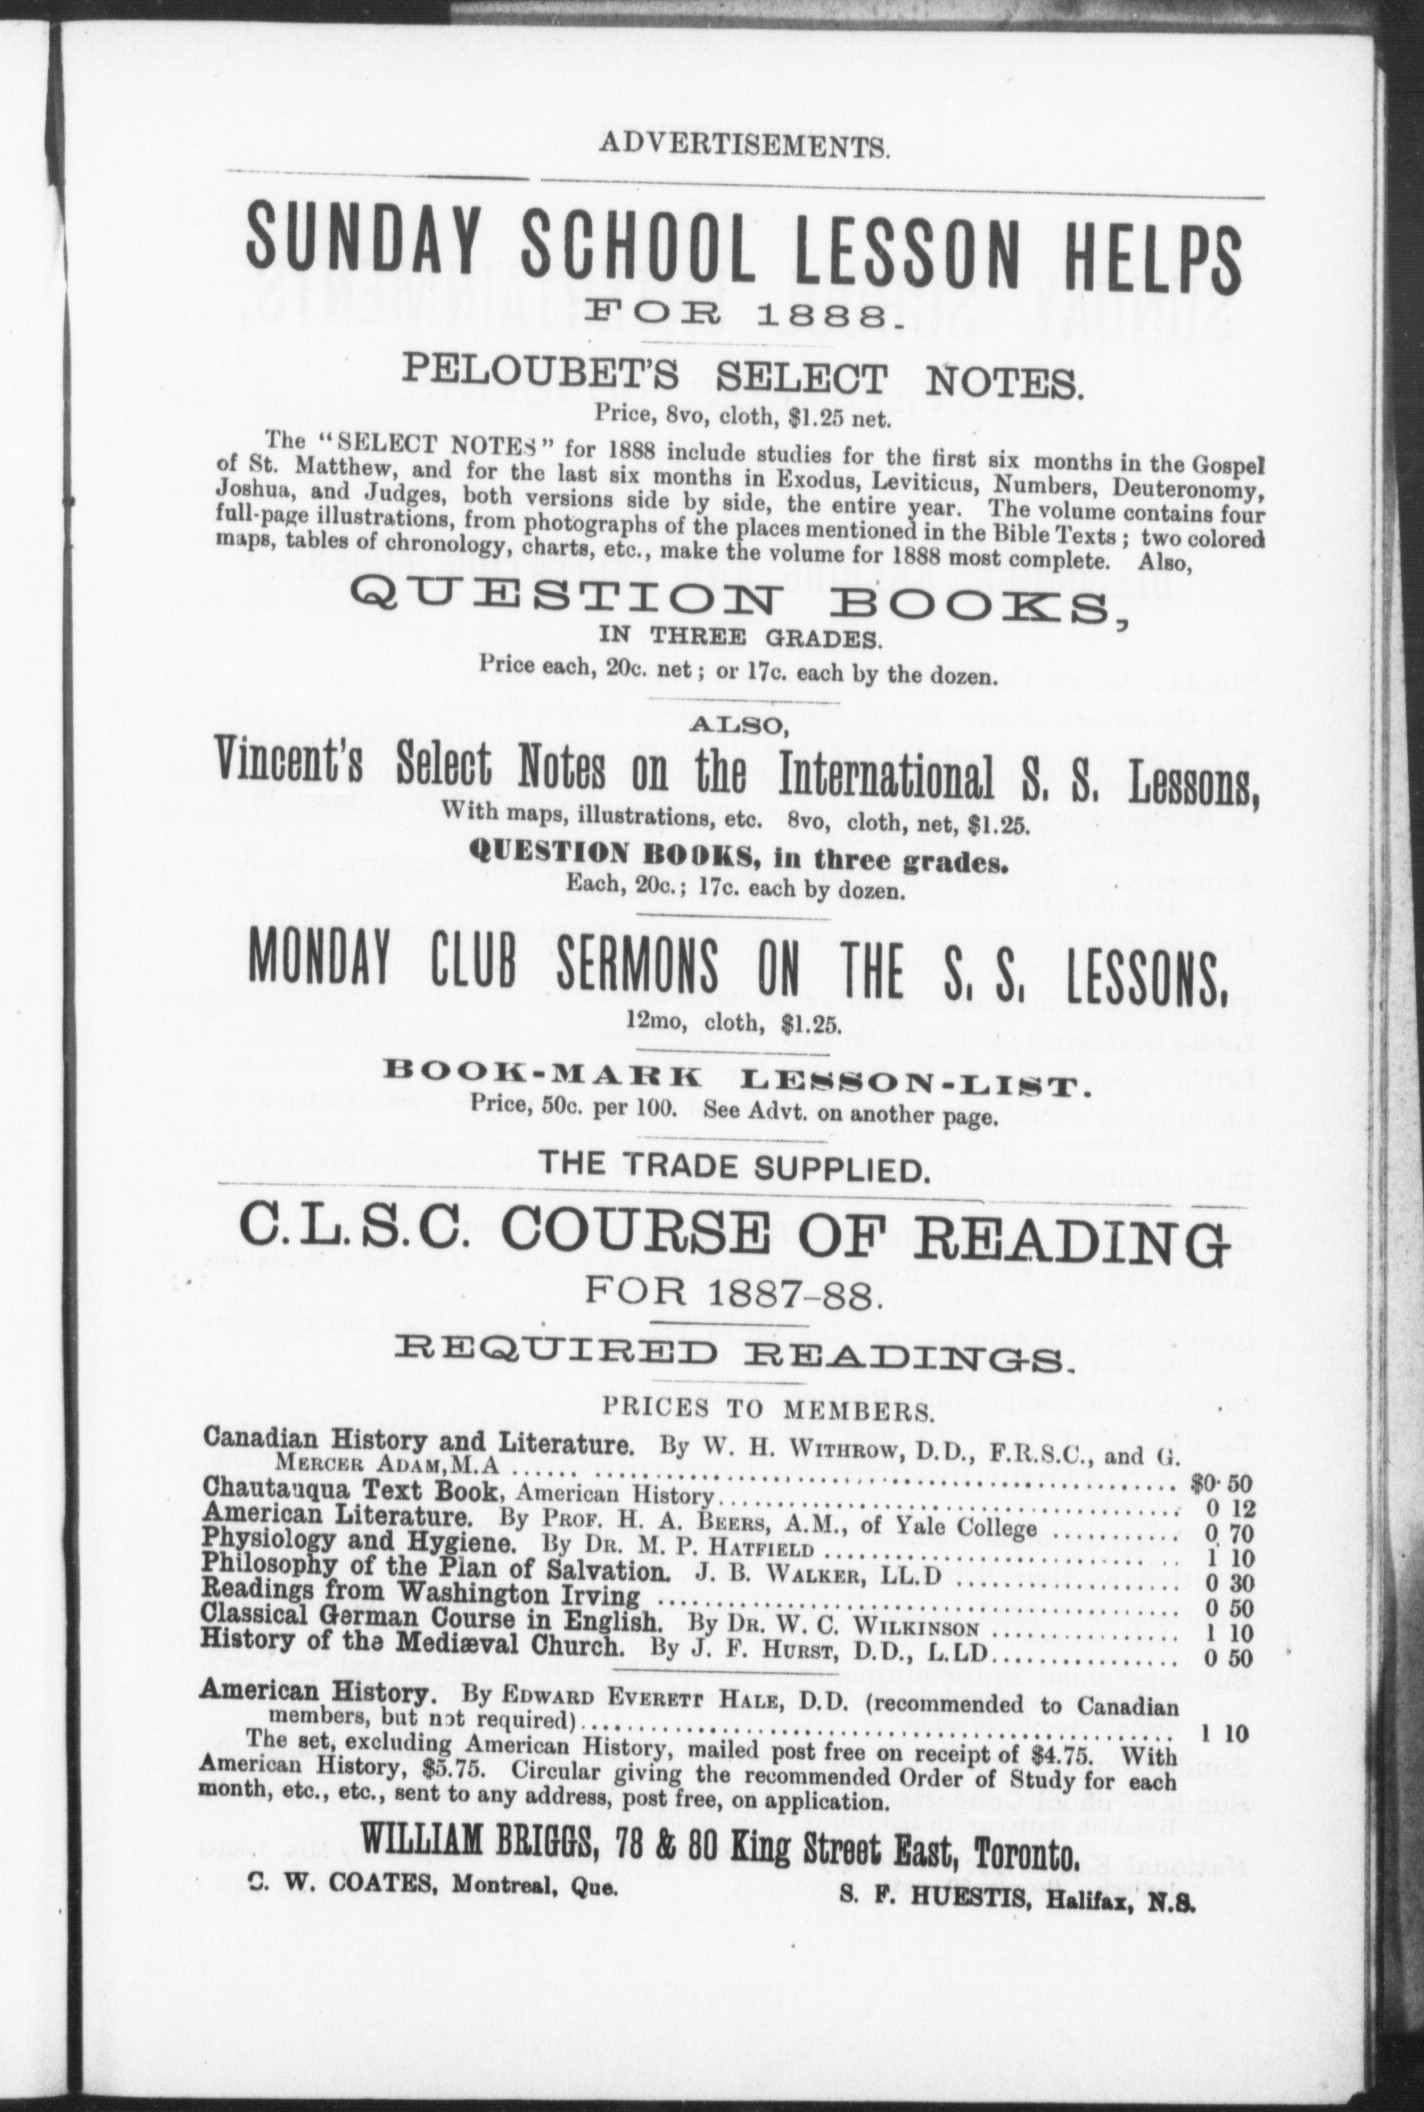 ADVERTISEMENTS.
SUNDAY SCHOOL LESSON HELPS
FOR 1888.
PELOUBET'S SELECT NOTES.
Price, 8vo, cloth, $1.25 net.
The "SELECT NOTES" for 1888 include studies for the first six months in the Gospel
of St. Matthew, and for the last six months in Exodus, Leviticus, Numbers, Deuteronomy,
Joshua, and Judges, both versions side by side, the entire year. The volume contains four
full-page illustrations, from photographs of the places mentioned in the Bible Texts; two colored
maps, tables of chronology, charts, etc., make the volume for 1888 most complete. Also,
QUESTION BOOKS,
IN THREE GRADES.
Price each, 20c. net; or 17c. each by the dozen.
ALSO,
Vincent's Select Notes on the International S. S. Lessons,
With maps, illustrations, etc. 8vo, cloth, net, $1.25.
QUESTION BOOKS, in three grades.
Each, 20c.; 17c. each by dozen.
MONDAY CLUB SERMONS ON THE S. S. LESSONS.
12mo, cloth, $1.25.
BOOK-MARK LESSON-LIST.
Price, 50c. per 100. See Advt. on another page.
THE TRADE SUPPLIED.
C.L.S.C. COURSE OF READING
FOR 1887-88.
REQUIRED READINGS.
PRICES TO MEMBERS.
Canadian History and Literature. By W. H. WITHROW, D.D., F.R.S.C., and G.
MERCER ADAM, M.A ...... $0 50
Chautauqua Text Book, American History...... 0 12
American Literature. By PROF. H. A. BEERS, A.M., of Yale College ...... 0 70
Physiology and Hygiene. By DR. M. P. HATFIELD ...... 1 10
Philosophy of the Plan of Salvation. J. B. WALKER, LL.D ...... 0 30
Readings from Washington Irving ...... 0 50
Classical German Course in English. By DR. W. C. WILKINSON ...... 1 10
History of the Mediæval Church. By J. F. HURST, D.D., L.LD...... 0 50
American History. By EDWARD EVERETT HALE, D.D. (recommended to Canadian
members, but not required)...... 1 10
The set, excluding American History, mailed post free on receipt of $4.75. With
American History, $5.75. Circular giving the recommended Order of Study for each
month, etc., etc., sent to any address, post free, on application.
WILLIAM BRIGGS, 78 & 80 King Street East, Toronto.
C. W. COATES, Montreal, Que. S. F. HUESTIS, Halifax, N.S.